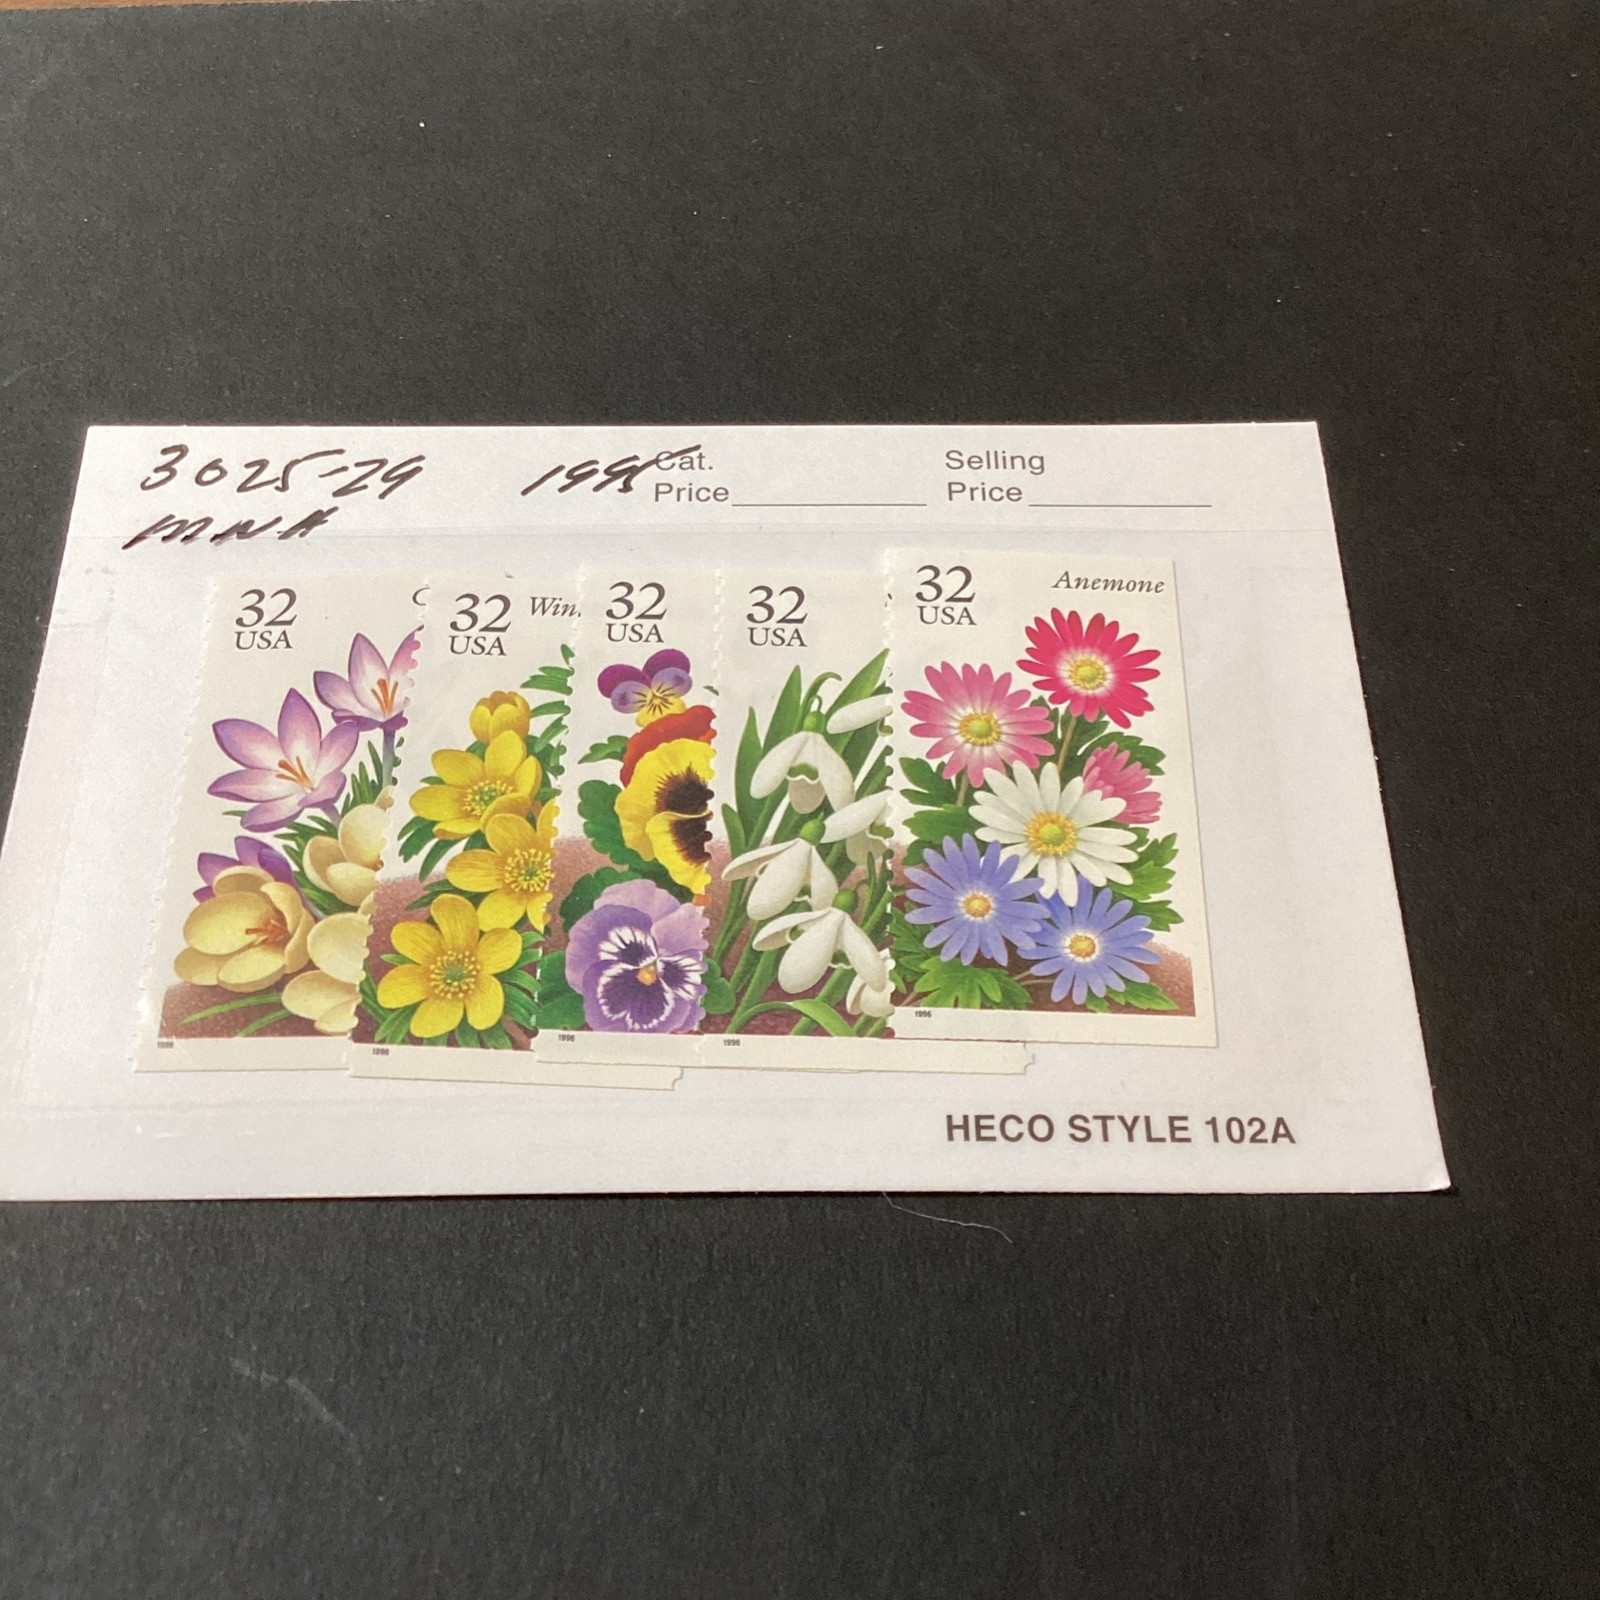 3025-29 1995
MNH
Cat.
Price
Selling
Price
32
USA
C
32
USA
Win
32
USA
32
USA
32
USA
Anemone
1996
1996
1996
1996
1996
HECO STYLE 102A